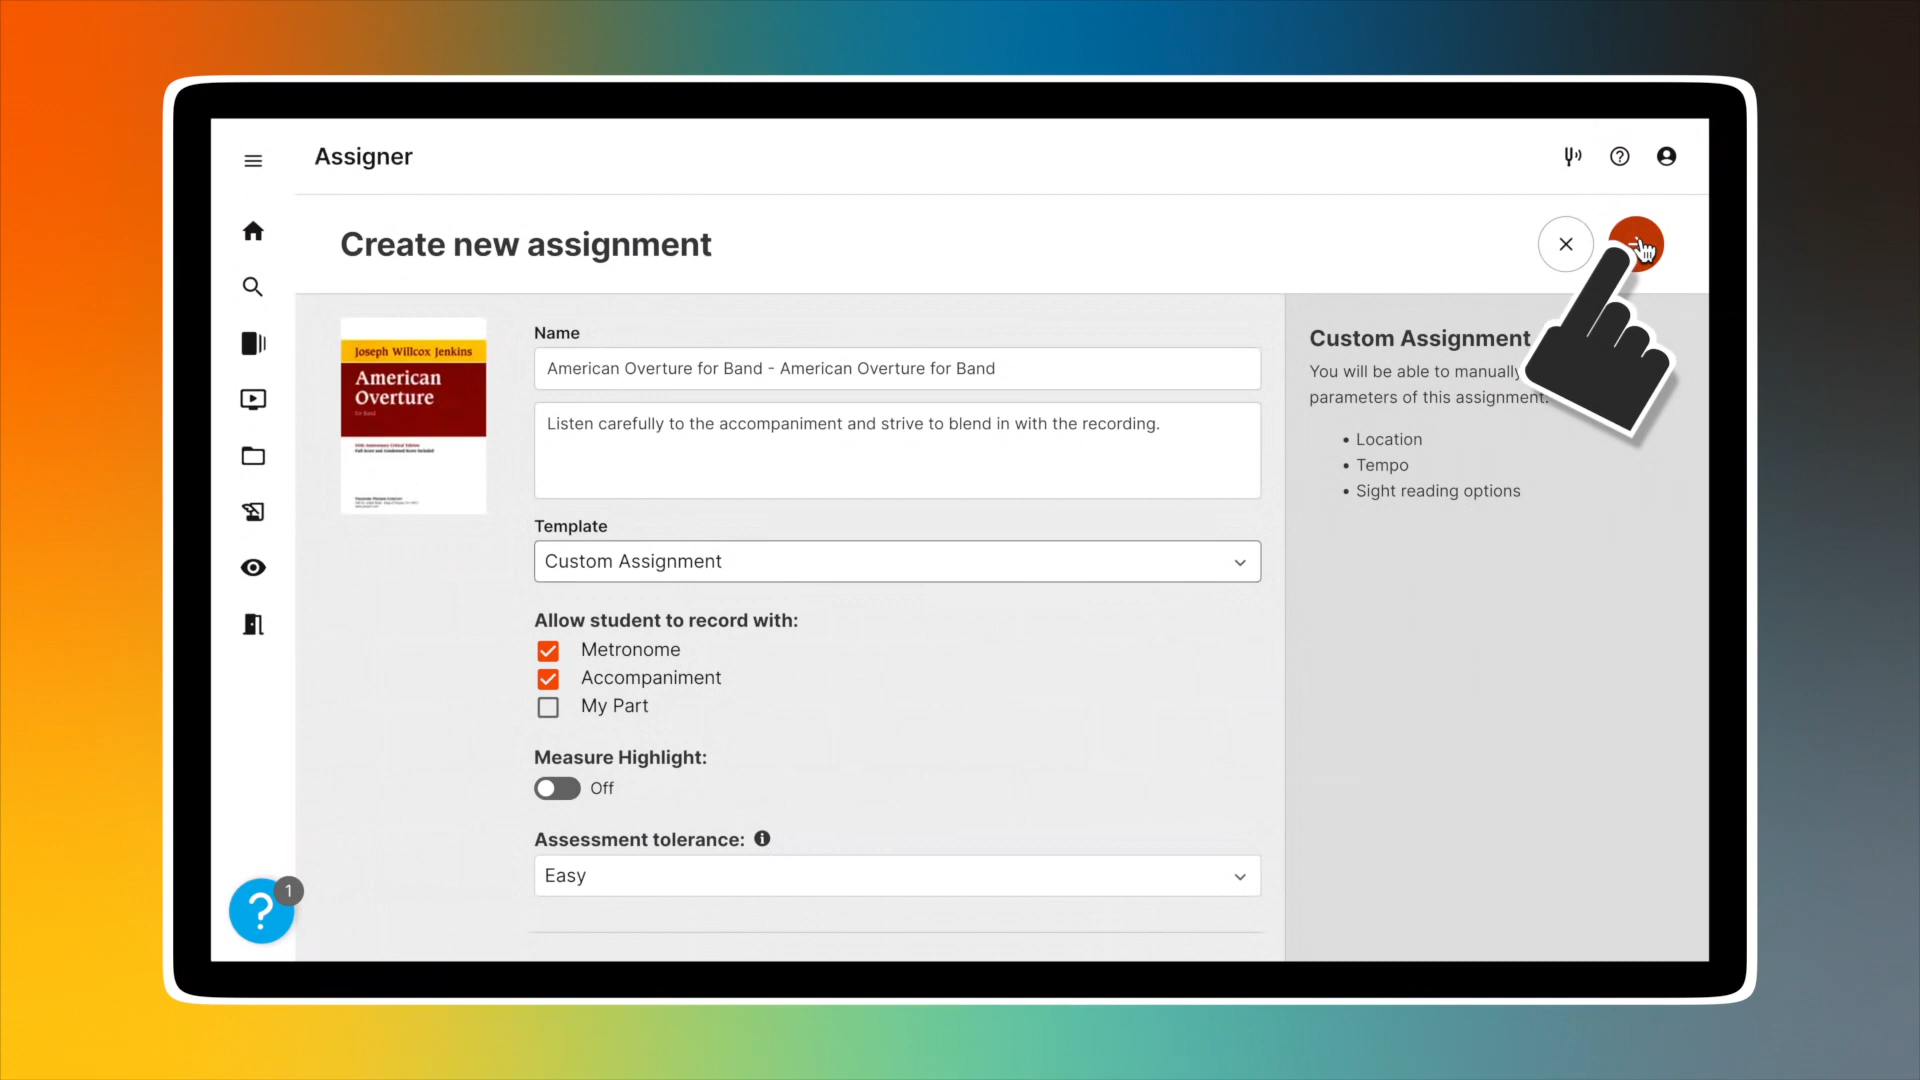 Assigner
Create new assignment
Joseph Willcox Jenkins
American
Overture
for Band
Name
American Overture for Band - American Overture for Band
Listen carefully to the accompaniment and strive to blend in with the recording.
Template
Custom Assignment
Allow student to record with:
Metronome
Accompaniment
My Part
Measure Highlight:
Off
Assessment tolerance:
Easy
Custom Assignment
You will be able to manually
parameters of this assignment.
• Location
• Tempo
• Sight reading options
?
1